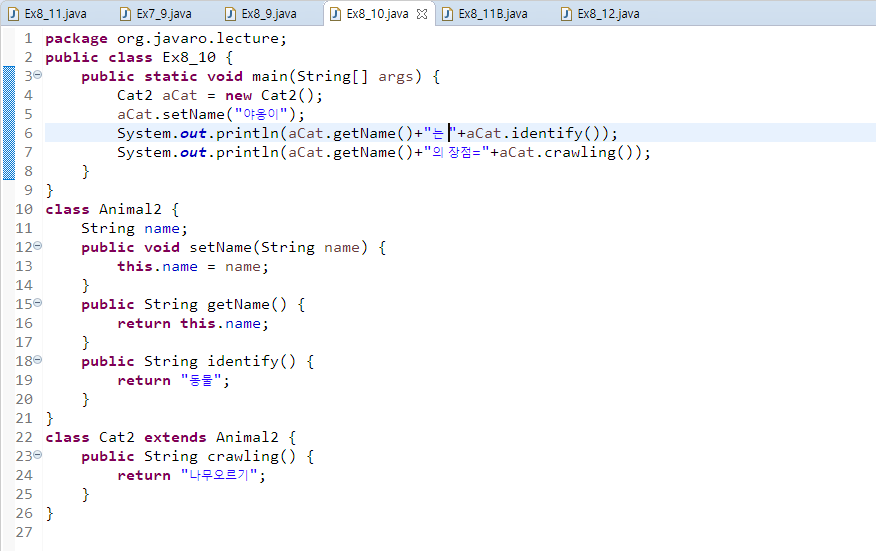 Ex8_11.java Ex7_9.java Ex8_9.java Ex8_10.java Ex8_11B.java Ex8_12.java
1 package org.javaro.lecture;
2 public class Ex8_10 {
3 public static void main(String[] args) {
4 Cat2 aCat = new Cat2();
5 aCat.setName("야옹이");
6 System.out.println(aCat.getName()+"는 "+aCat.identify());
7 System.out.println(aCat.getName()+"의 장점="+aCat.crawling());
8 }
9 }
10 class Animal2 {
11 String name;
12 public void setName(String name) {
13 this.name = name;
14 }
15 public String getName() {
16 return this.name;
17 }
18 public String identify() {
19 return "동물";
20 }
21 }
22 class Cat2 extends Animal2 {
23 public String crawling() {
24 return "나무오르기";
25 }
26 }
27